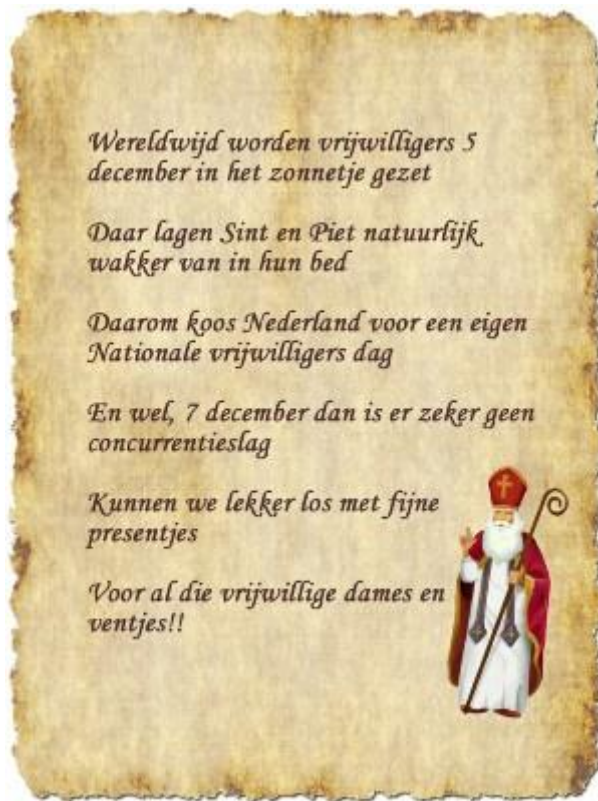 Wereldwijd worden vrijwilligers 5
december in het zonnetje gezet
Daar lagen Sint en Piet natuurlijk
wakker van in hun bed
Daarom koos Nederland voor een eigen
Nationale vrijwilligers dag
En wel, 7 december dan is er zeker geen
concurrentieslag
Kunnen we lekker los met fijne
presentjes
Voor al die vrijwillige dames en
ventjes!!